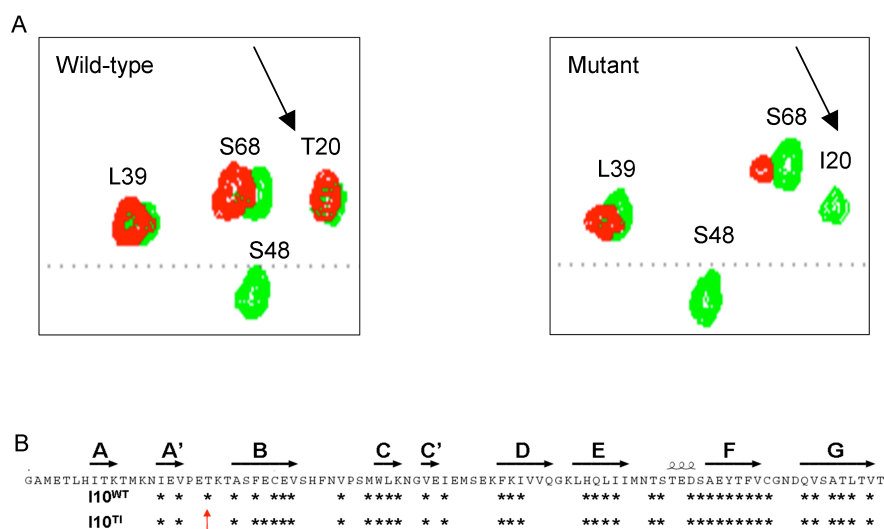 A
Wild-type
Mutant
S68
S68
T20
I20
L39
L39
S48
S48
B
A A' B C C' D E F G
GAMETLHITKTMKNIEVPETKTASFECEVSHFNVPSMWLKNGVEIEMSEKFKIVVQGKLHQLIIMNTSTEDSAEYTFVCGNDQVSATLTVT
I10WT
I10TI